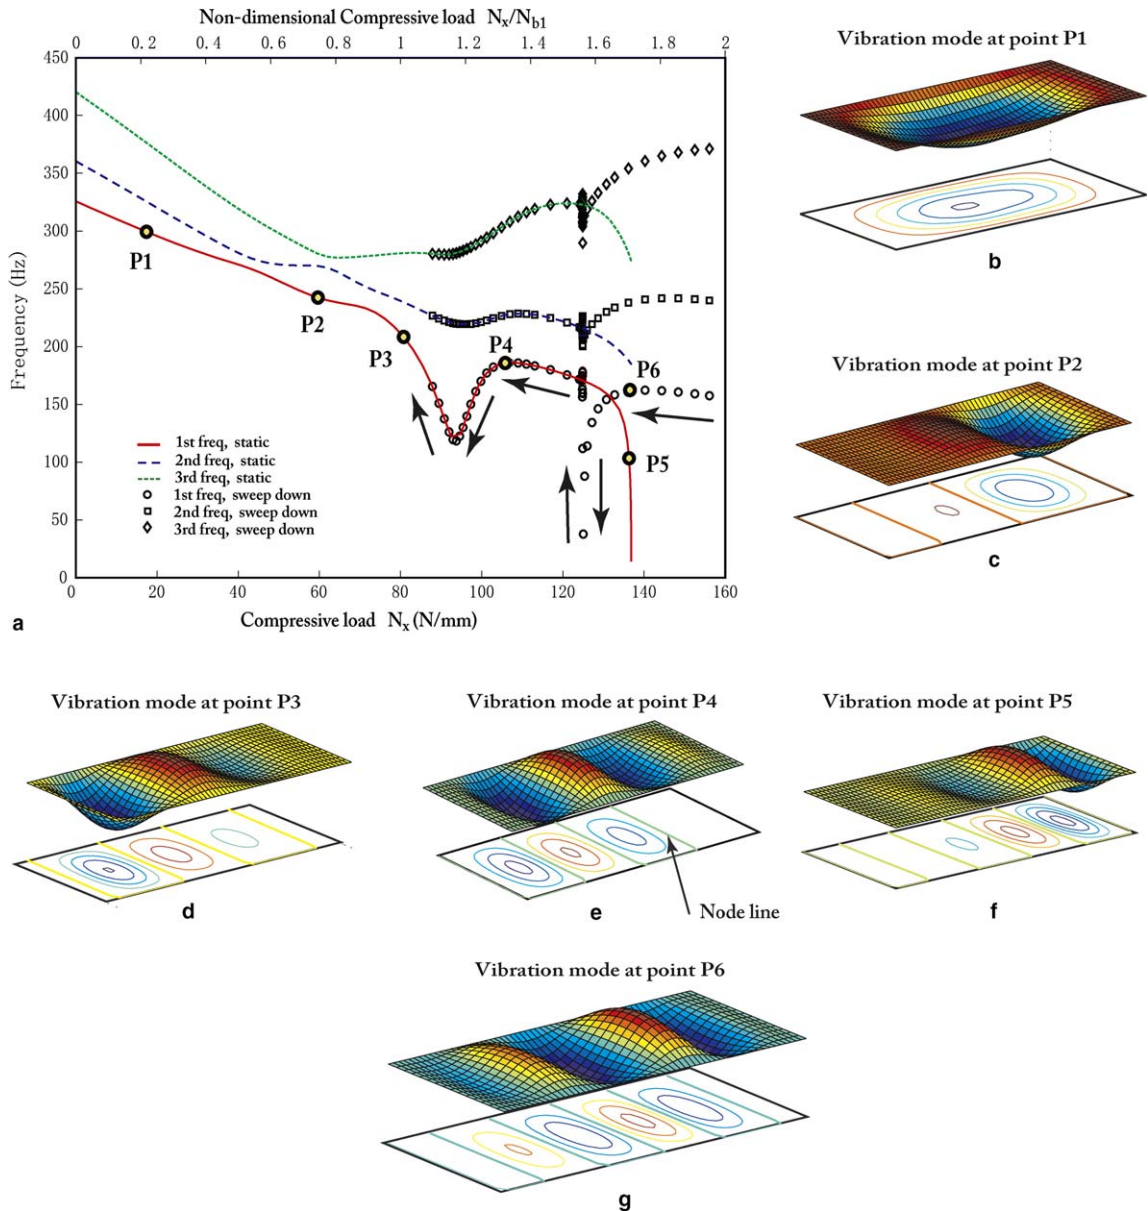 Non-dimensional Compressive load Nx/Nb1
0 0.2 0.4 0.6 0.8 1 1.2 1.4 1.6 1.8 2
450
400
350
300
250
200
150
100
50
0
Frequency (Hz)
P1
P2
P3
P4
P6
P5
1st freq, static
2nd freq, static
3rd freq, static
1st freq, sweep down
2nd freq, sweep down
3rd freq, sweep down
0 20 40 60 80 100 120 140 160
Compressive load Nx (N/mm)
a
Vibration mode at point P1
b
Vibration mode at point P2
c
Vibration mode at point P3
d
Vibration mode at point P4
Node line
e
Vibration mode at point P5
f
Vibration mode at point P6
g